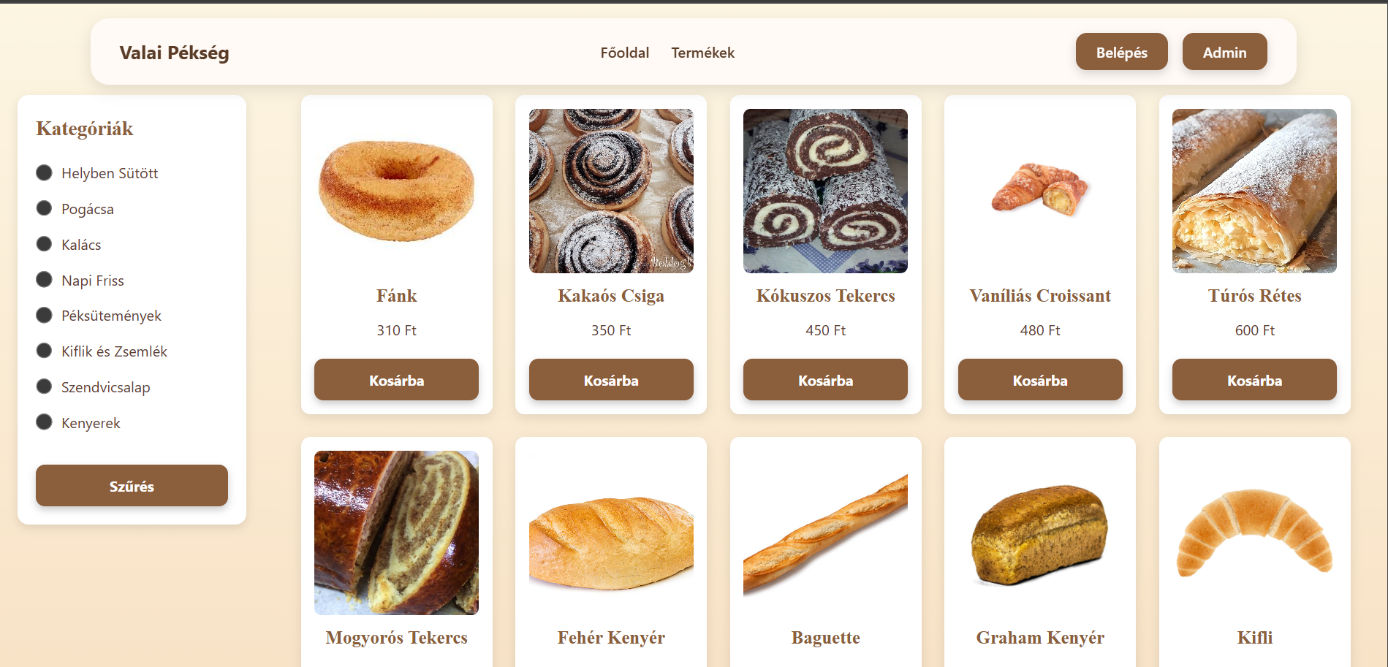 Valai Pékség
Főoldal
Termékek
Belépés
Admin
Kategóriák
Helyben Sütött
Pogácsa
Kalács
Napi Friss
Péksütemények
Kiflik és Zsemlék
Szendvicsalap
Kenyerek
Szűrés
Fánk
310 Ft
Kosárba
Kakaós Csiga
350 Ft
Kosárba
Kókuszos Tekercs
450 Ft
Kosárba
Vaníliás Croissant
480 Ft
Kosárba
Túrós Rétes
600 Ft
Kosárba
Mogyorós Tekercs
Fehér Kenyér
Baguette
Graham Kenyér
Kifli